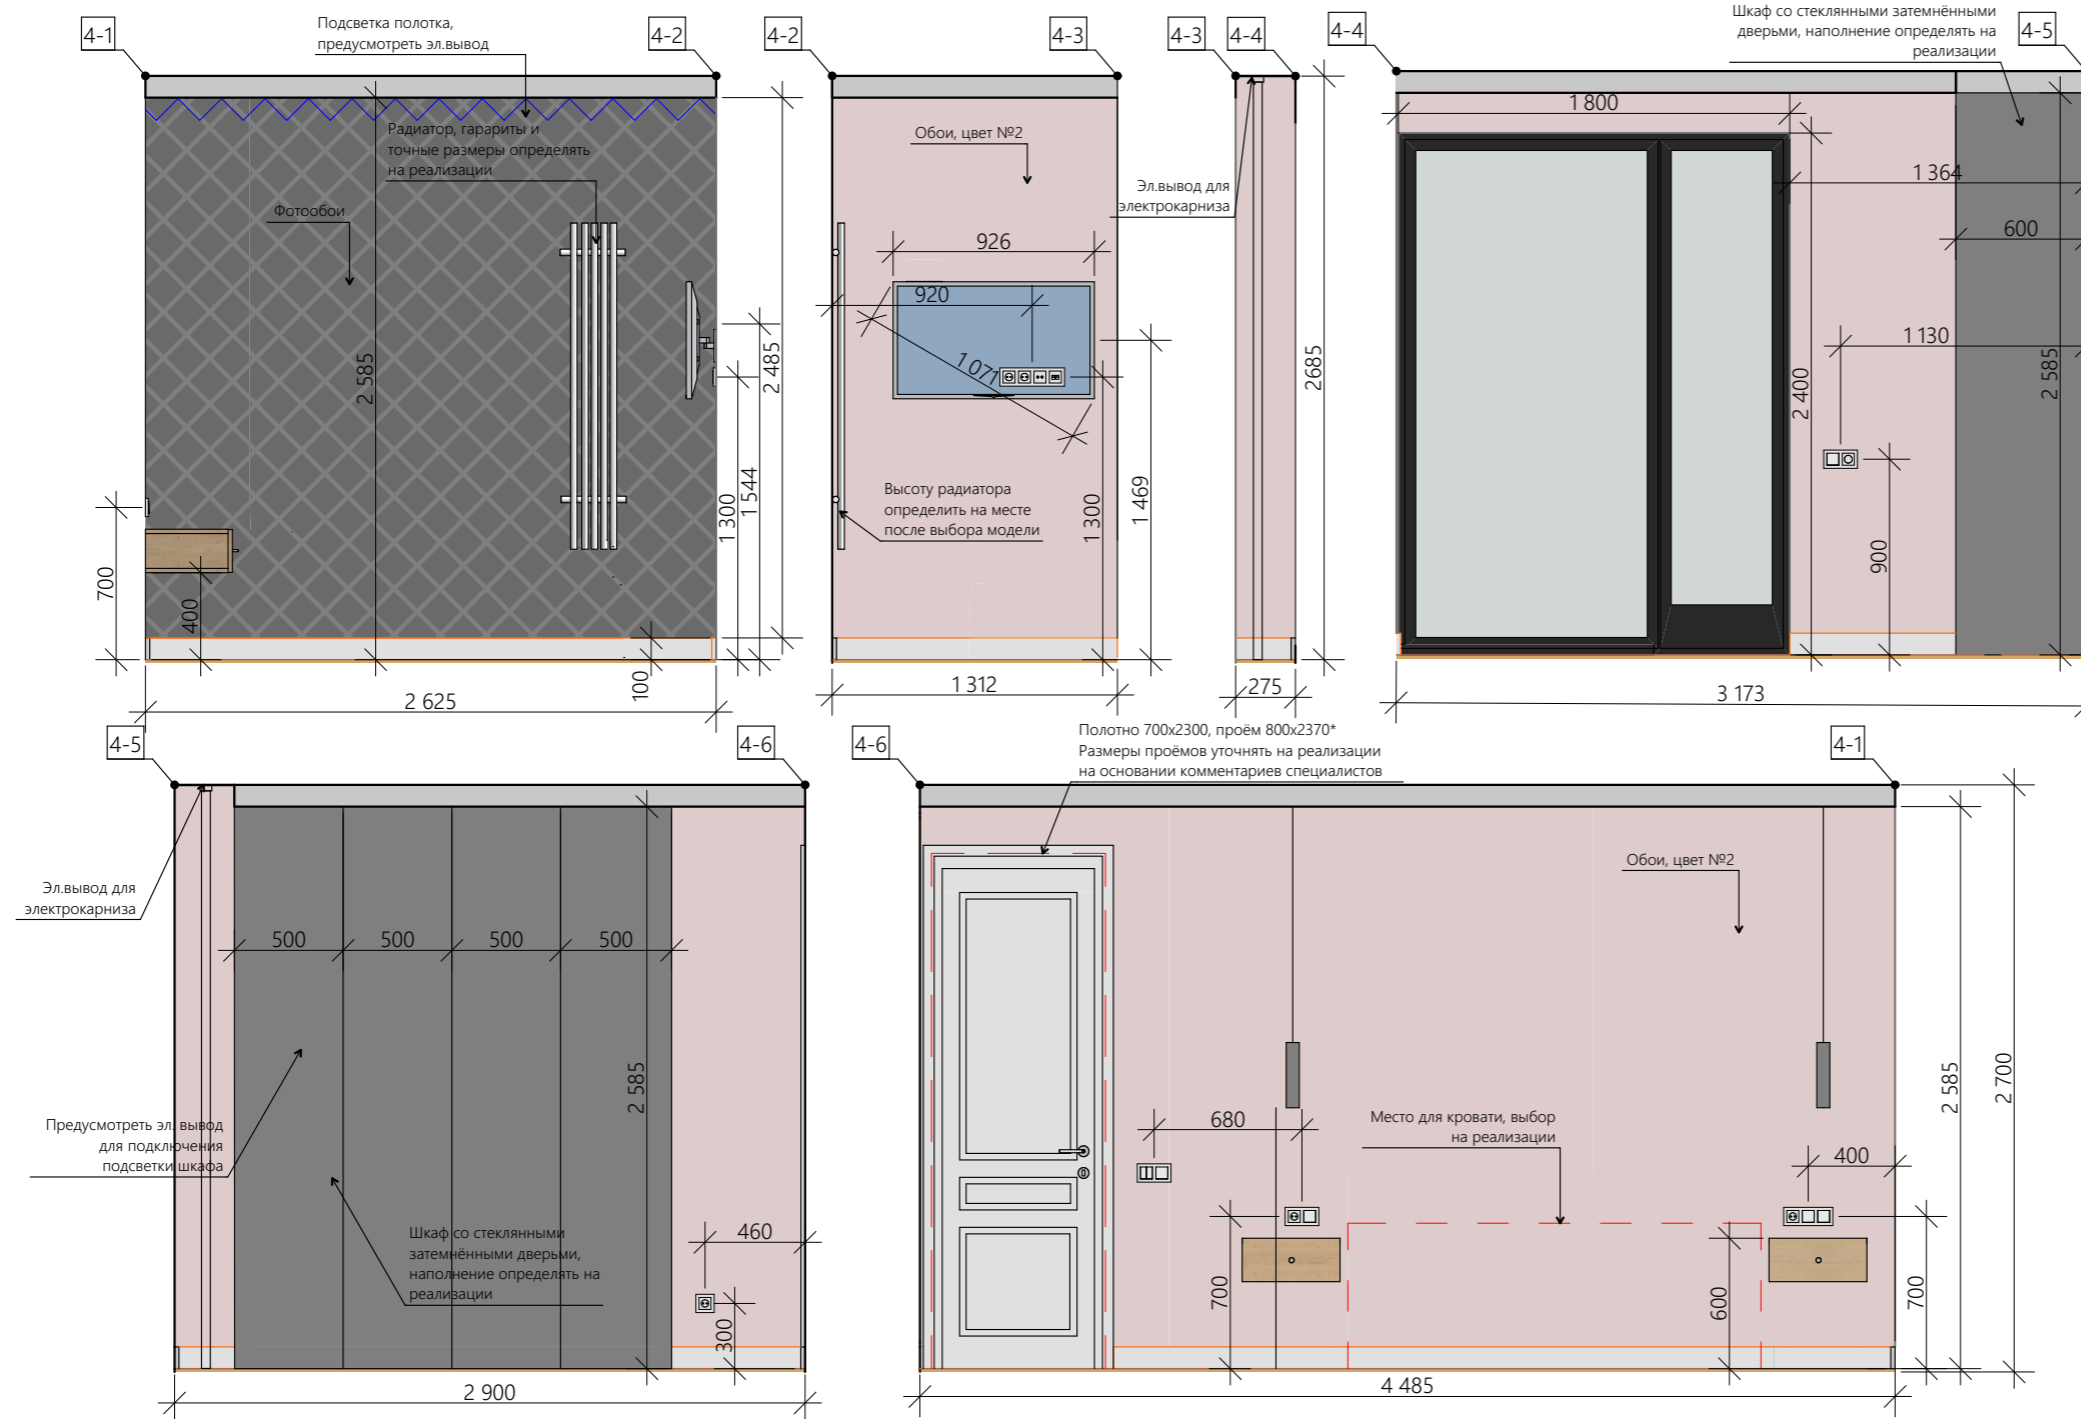 4-1
Подсветка полотка,
предусмотреть эл.вывод
4-2
Радиатор, гарариты и
точные размеры определять
на реализации
Фотообои
2 585
2 485
1 544
1 300
700
400
100
2 625
4-2
4-3
Обои, цвет №2
926
920
1 071
Высоту радиатора
определить на месте
после выбора модели
1 300
1 469
1 312
4-3
4-4
Эл.вывод для
электрокарниза
2685
275
4-4
Шкаф со стеклянными затемнёнными
дверьми, наполнение определять на
реализации
4-5
1 800
1 364
600
1 130
2 400
2 585
900
3 173
4-5
4-6
Эл.вывод для
электрокарниза
500
500
500
500
2 585
Предусмотреть эл. вывод
для подключения
подсветки шкафа
Шкаф со стеклянными
затемнёнными дверьми,
наполнение определять на
реализации
460
300
2 900
4-6
Полотно 700х2300, проём 800х2370*
Размеры проёмов уточнять на реализации
на основании комментариев специалистов
4-1
Обои, цвет №2
680
Место для кровати, выбор
на реализации
400
700
600
700
2 585
2 700
4 485